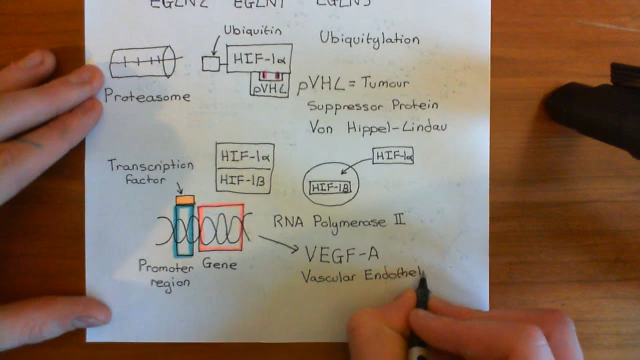 EGLN2 EGLN1 EGLN3
Ubiquitin
Ubiquitylation
HIF-1α
pVHL
Proteasome
pVHL = Tumour
Suppressor Protein
Von Hippel-Lindau
Transcription
factor
HIF-1α
HIF-1β
HIF-1α
HIF-1β
RNA Polymerase II
VEGF-A
Vascular Endothel
Promoter
region
Gene